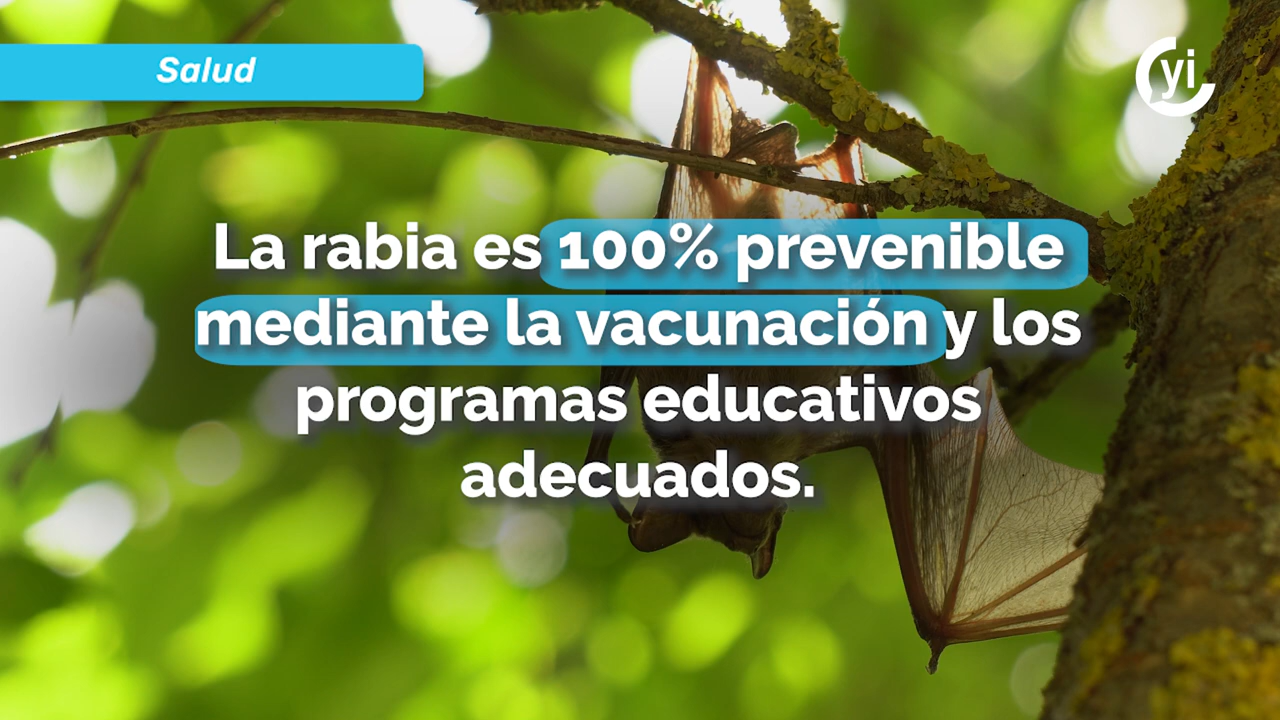 Salud
yi
La rabia es 100% prevenible
mediante la vacunación y los
programas educativos
adecuados.